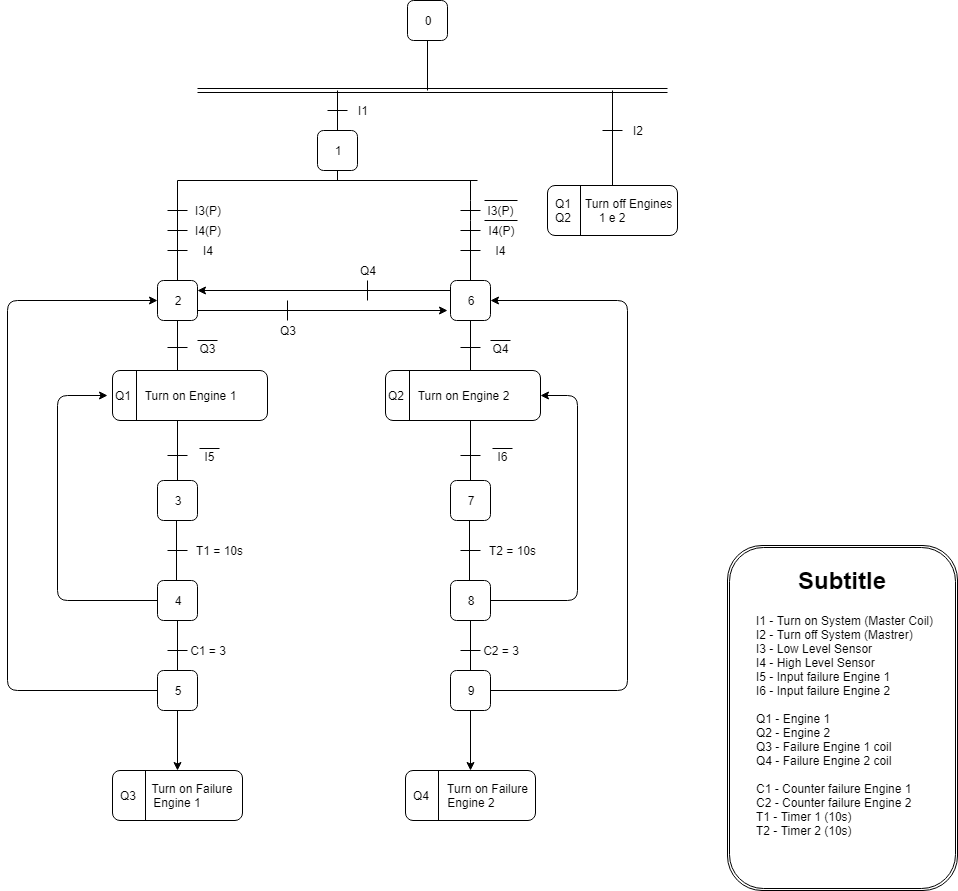 0
I1
I2
1
Q1
Q2
Turn off Engines
1 e 2
I3(P)
I4(P)
I4
I3(P)
I4(P)
I4
Q4
2
6
Q3
Q3
Q4
Q1
Turn on Engine 1
Q2
Turn on Engine 2
I5
I6
3
7
T1 = 10s
T2 = 10s
4
8
C1 = 3
C2 = 3
5
9
Q3
Turn on Failure
Engine 1
Q4
Turn on Failure
Engine 2
Subtitle
I1 - Turn on System (Master Coil)
I2 - Turn off System (Mastrer)
I3 - Low Level Sensor
I4 - High Level Sensor
I5 - Input failure Engine 1
I6 - Input failure Engine 2
Q1 - Engine 1
Q2 - Engine 2
Q3 - Failure Engine 1 coil
Q4 - Failure Engine 2 coil
C1 - Counter failure Engine 1
C2 - Counter failure Engine 2
T1 - Timer 1 (10s)
T2 - Timer 2 (10s)